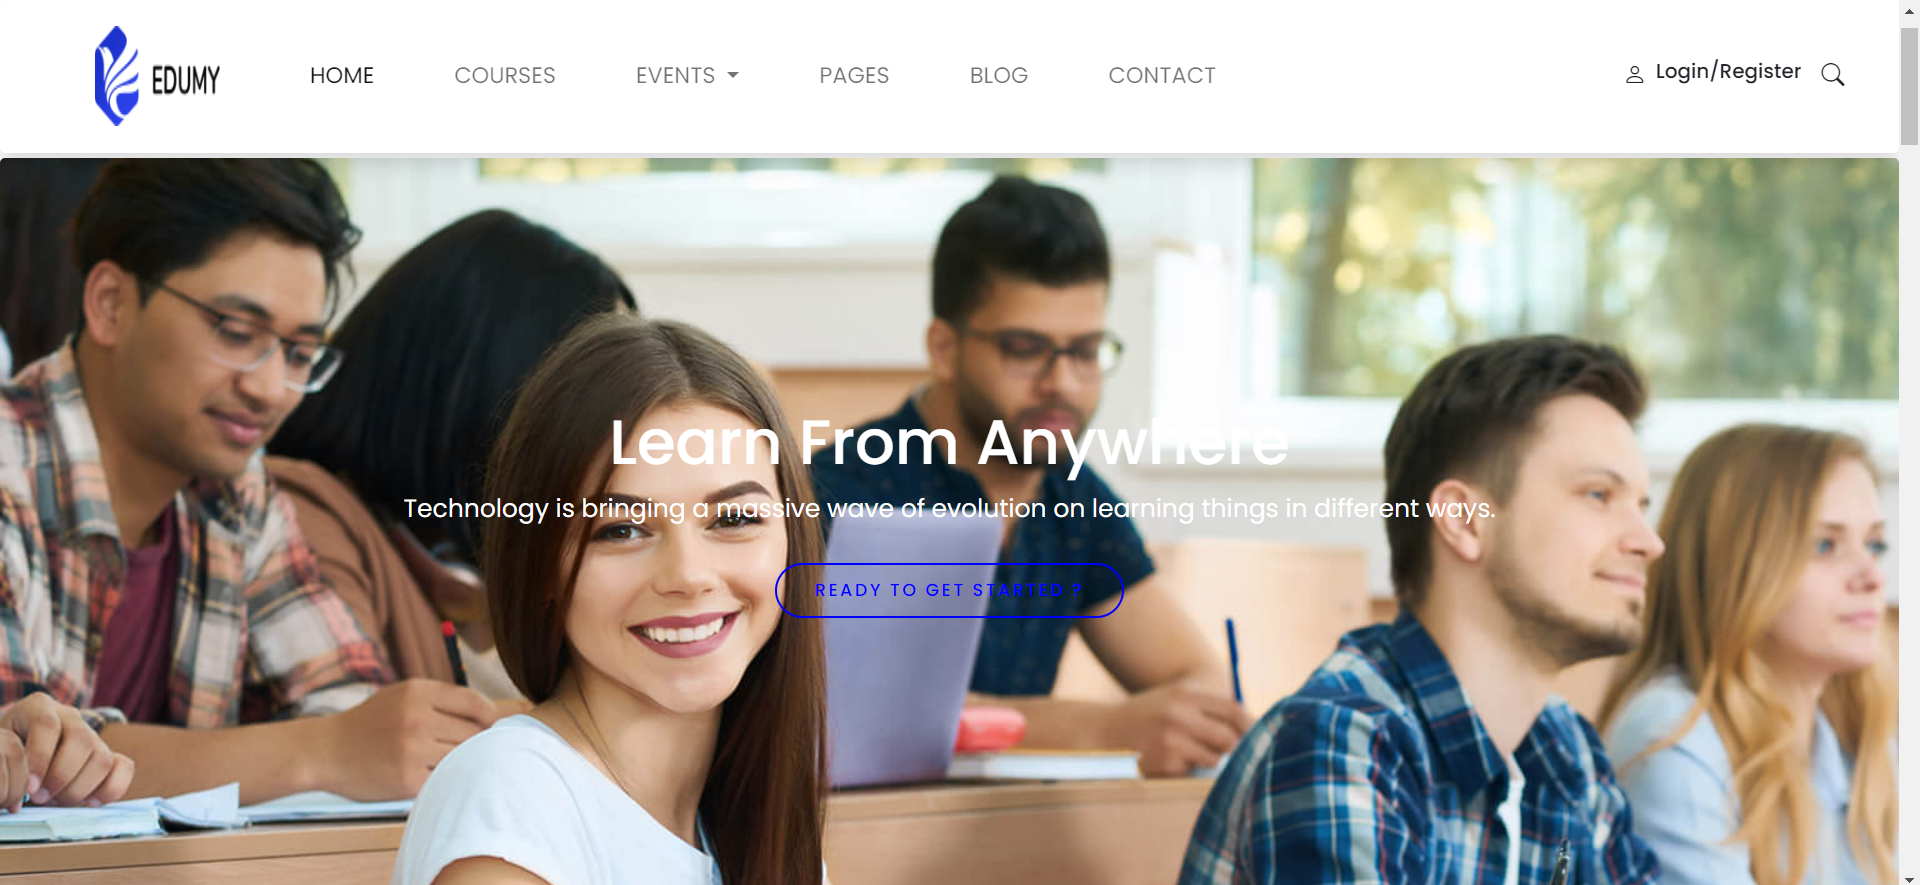 EDUMY
HOME
COURSES
EVENTS
PAGES
BLOG
CONTACT
Login/Register
Learn From Anywhere
Technology is bringing a massive wave of evolution on learning things in different ways.
READY TO GET STARTED ?